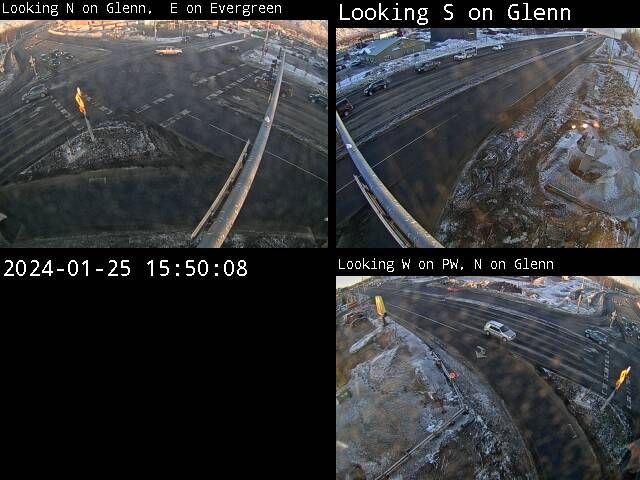 Looking N on Glenn,  E on Evergreen
Looking S on Glenn
2024-01-25 15:50:08
Looking W on PW, N on Glenn